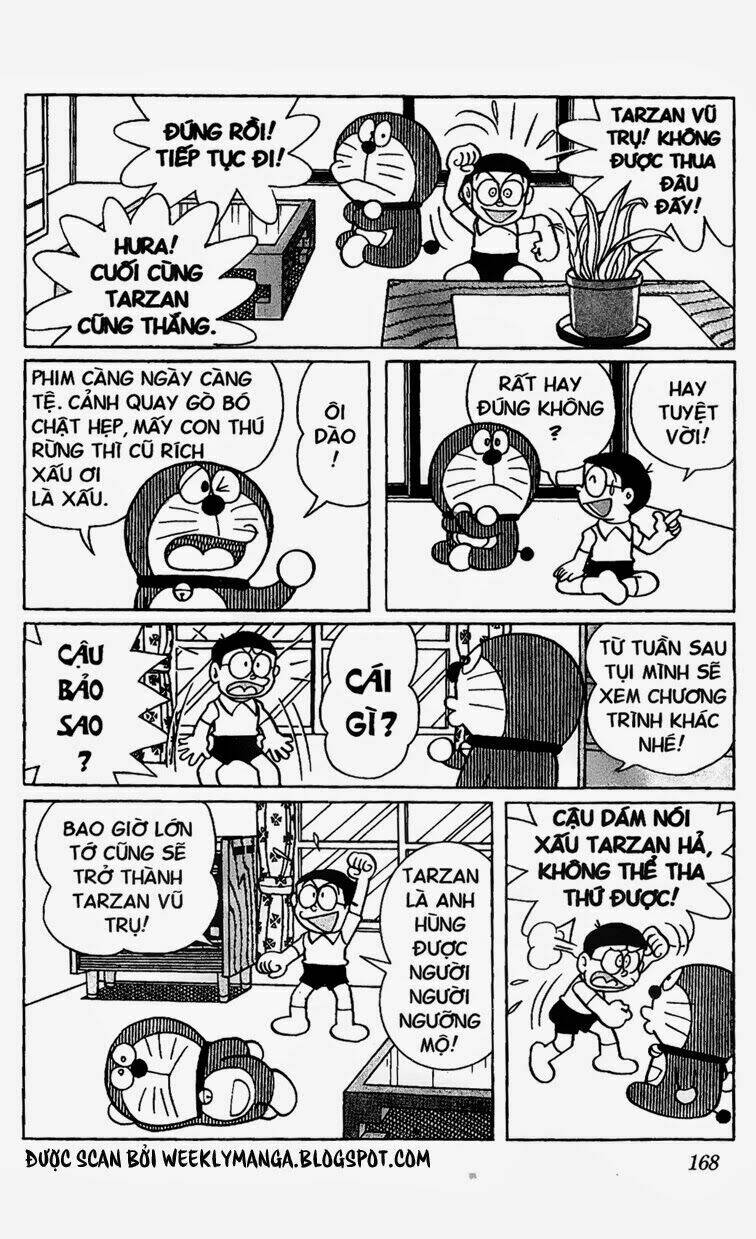 TARZAN VŨ
TRỤ! KHÔNG
ĐƯỢC THUA
ĐÂU
ĐẤY!
ĐÚNG RỒI!
TIẾP TỤC ĐI!
HURA!
CUỐI CÙNG
TARZAN
CŨNG THẮNG.
HAY
TUYỆT
VỜI!
RẤT HAY
ĐÚNG KHÔNG
?
ÔI
DÀO
!
PHIM CÀNG NGÀY CÀNG
TỆ. CẢNH QUAY GÒ BÓ
CHẬT HẸP, MẤY CON THÚ
RỪNG THÌ CŨ RÍCH
XẤU ƠI
LÀ XẤU.
TỪ TUẦN SAU
TỤI MÌNH SẼ
XEM CHƯƠNG
TRÌNH KHÁC
NHÉ!
CÁI
GÌ?
CẬU
BẢO
SAO
?
CẬU DÁM NÓI
XẤU TARZAN HẢ,
KHÔNG THỂ THA
THỨ ĐƯỢC!
TARZAN
LÀ ANH
HÙNG
ĐƯỢC
NGƯỜI
NGƯỜI
NGƯỠNG
MỘ!
BAO GIỜ LỚN
TỚ CŨNG SẼ
TRỞ THÀNH
TARZAN VŨ
TRỤ!
ĐƯỢC SCAN BỞI WEEKLYMANGA.BLOGSPOT.COM
168